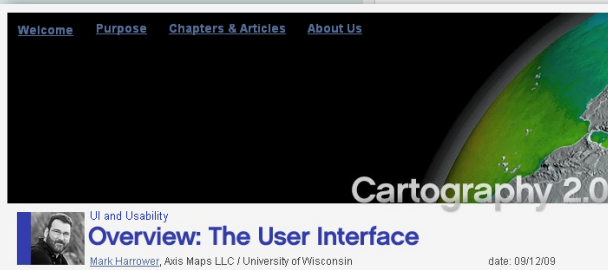 Welcome Purpose Chapters & Articles About Us
Cartography 2.0
UI and Usability
Overview: The User Interface
Mark Harrower, Axis Maps LLC / University of Wisconsin date: 09/12/09